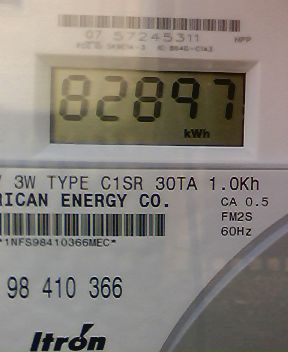 07 57245311 NPP
82897
kWh
3W TYPE C1SR 30TA 1.0Kh
RICAN ENERGY CO. CA 0.5
FM2S
*1NFS98410366MEC* 60Hz
98 410 366
Itron